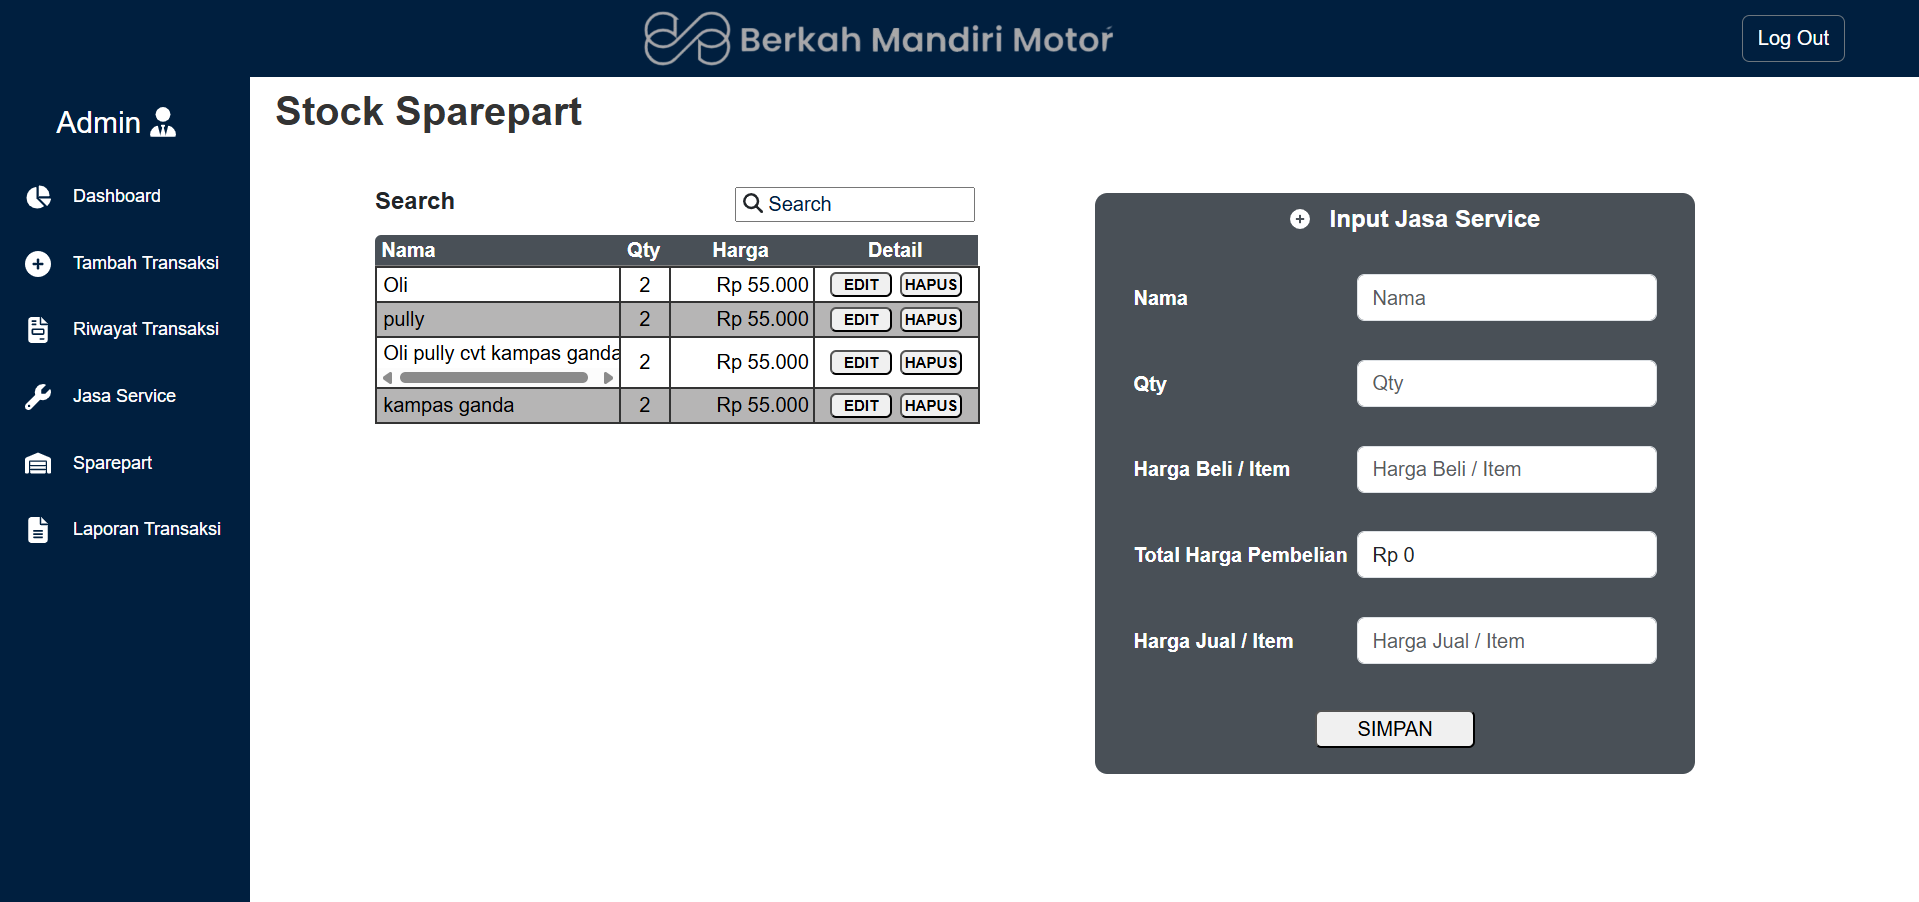 Berkah Mandiri Motor
Log Out
Admin
Dashboard
Tambah Transaksi
Riwayat Transaksi
Jasa Service
Sparepart
Laporan Transaksi
Stock Sparepart
Search
Search
Nama Qty Harga Detail
Oli 2 Rp 55.000 EDIT HAPUS
pully 2 Rp 55.000 EDIT HAPUS
Oli pully cvt kampas ganda 2 Rp 55.000 EDIT HAPUS
kampas ganda 2 Rp 55.000 EDIT HAPUS
Input Jasa Service
Nama Nama
Qty Qty
Harga Beli / Item Harga Beli / Item
Total Harga Pembelian Rp 0
Harga Jual / Item Harga Jual / Item
SIMPAN